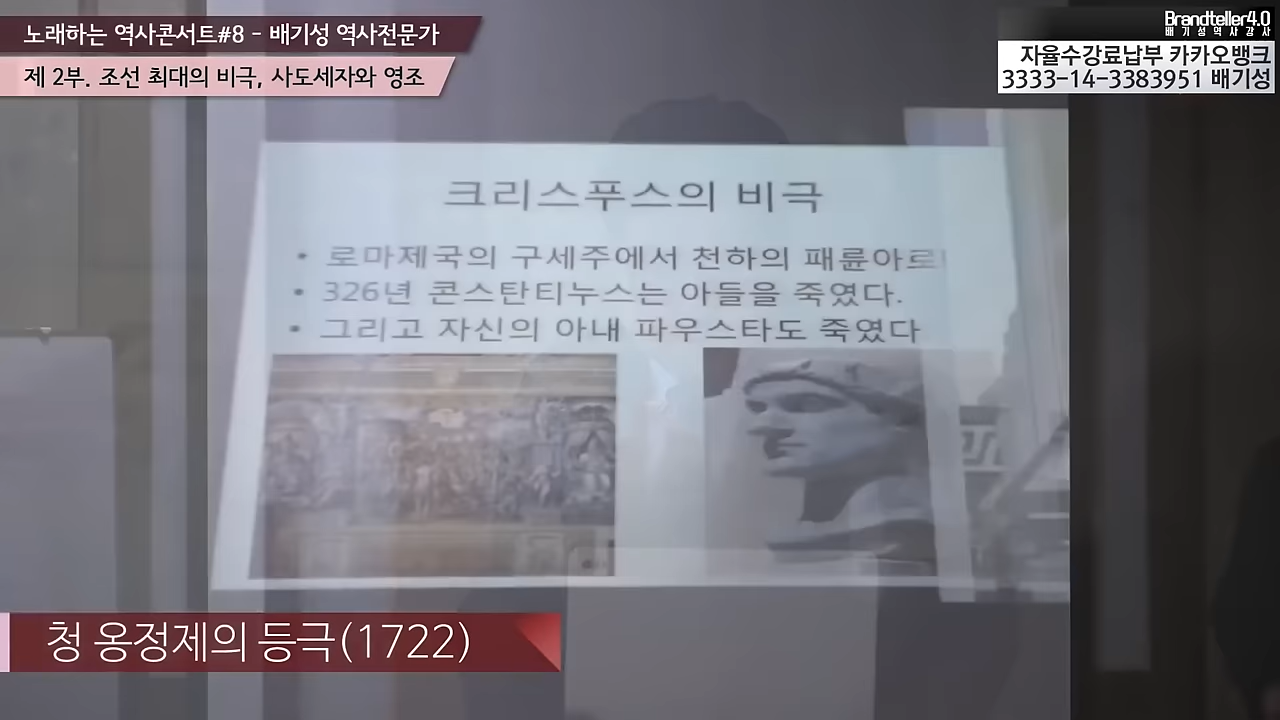 노래하는 역사콘서트#8 - 배기성 역사전문가
제 2부. 조선 최대의 비극, 사도세자와 영조
Brandteller4.0
배기성역사강사
자율수강료납부 카카오뱅크
3333-14-3383951 배기성
크리스푸스의 비극
• 로마제국의 구세주에서 천하의 패륜아로!
• 326년 콘스탄티누스는 아들을 죽였다.
• 그리고 자신의 아내 파우스타도 죽였다
청 옹정제의 등극(1722)